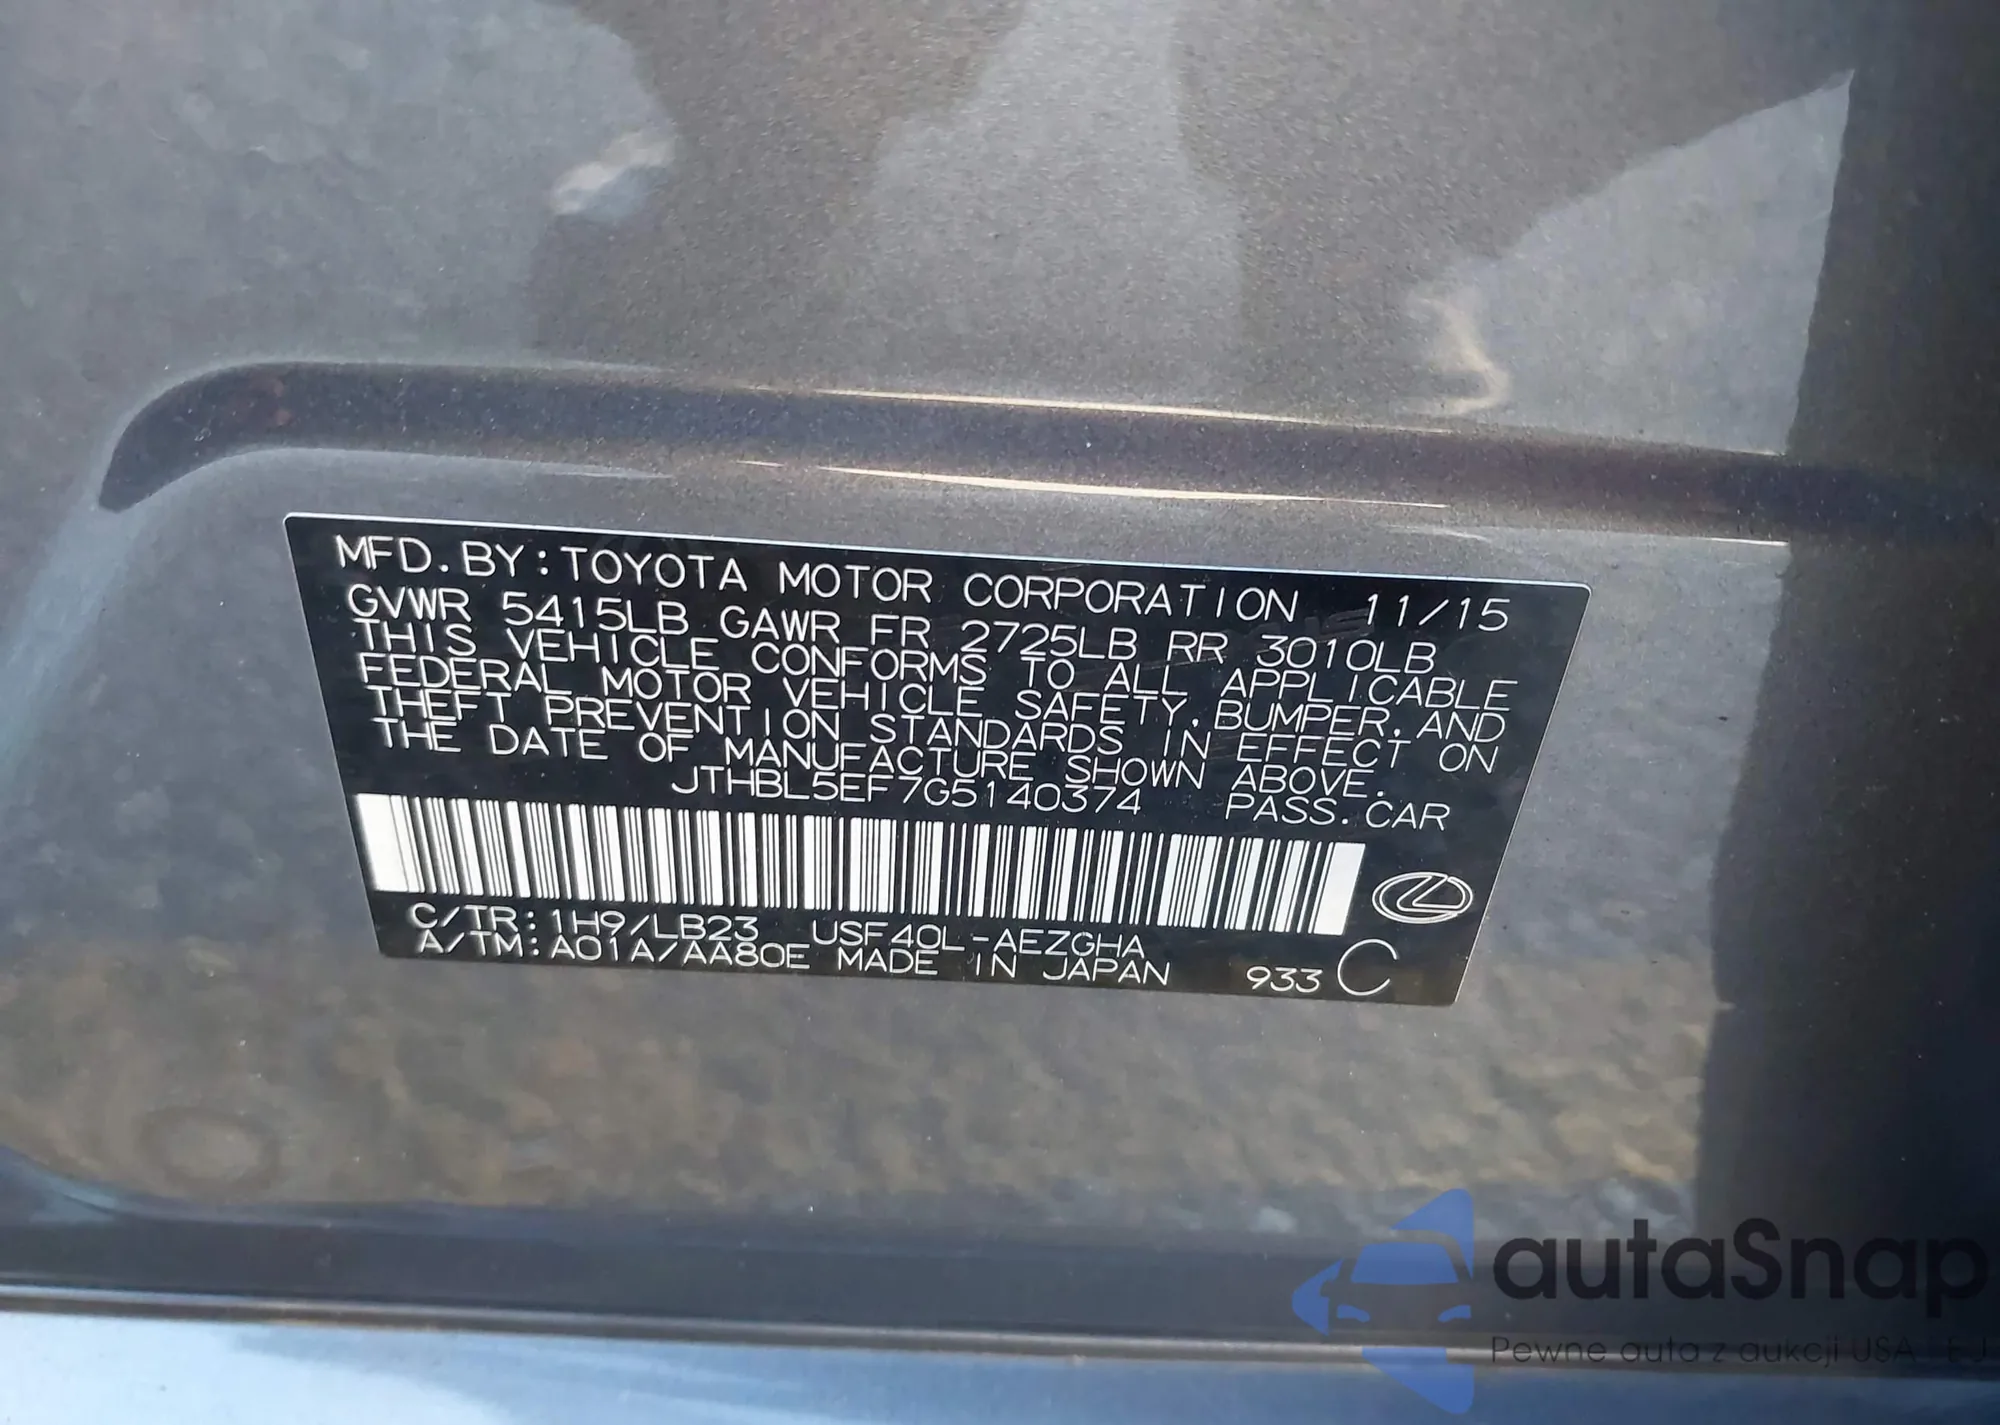 MFD.BY:TOYOTA MOTOR CORPORATION 11/15
GVWR 5415LB GAWR FR 2725LB RR 3010LB
THIS VEHICLE CONFORMS TO ALL APPLICABLE
FEDERAL MOTOR VEHICLE SAFETY,BUMPER,AND
THEFT PREVENTION STANDARDS IN EFFECT ON
THE DATE OF MANUFACTURE SHOWN ABOVE.
JTHBL5EF7G5140374 PASS.CAR
C/TR:1H9/LB23 USF40L-AEZGHA
A/TM:A01A/AA80E MADE IN JAPAN 933 C
autaSnap
Pewne auta z aukcji USA